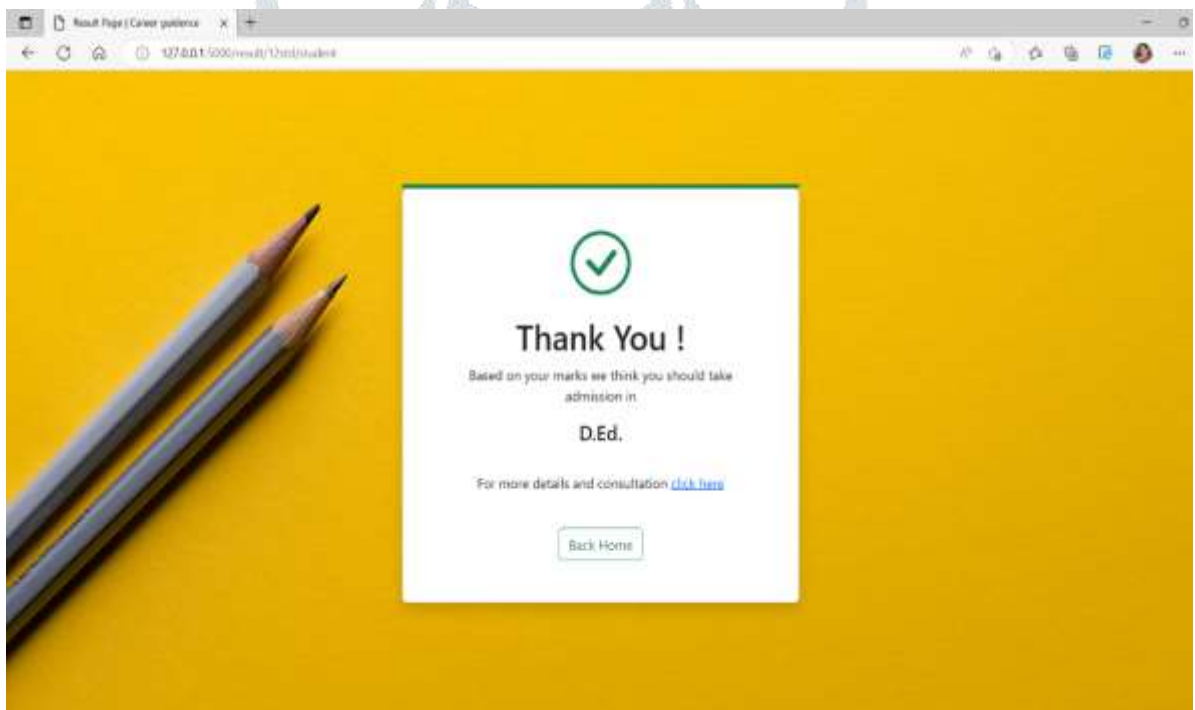 Result Page | Career guidence
127.0.0.1:5000/result/12std/student
Thank You !
Based on your marks we think you should take
admission in
D.Ed.
For more details and consultation click here
Back Home